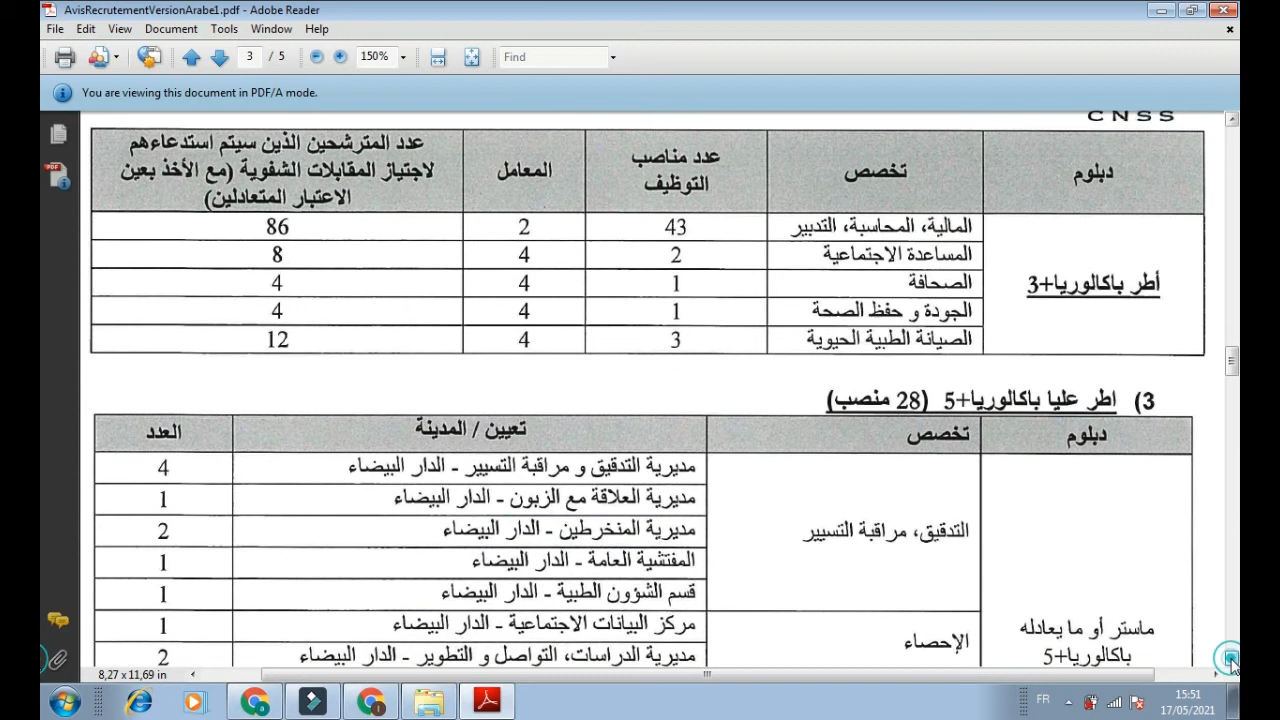 AvisRecrutementVersionArabe1.pdf - Adobe Reader
File Edit View Document Tools Window Help
3 / 5 150% Find
You are viewing this document in PDF/A mode.
CNSS
دبلوم تخصص عدد مناصب التوظيف المعامل عدد المترشحين الذين سيتم استدعاءهم لاجتياز المقابلات الشفوية (مع الأخذ بعين الاعتبار المتعادلين)
أطر باكالوريا+3
المالية، المحاسبة، التدبير 43 2 86
المساعدة الاجتماعية 2 4 8
الصحافة 1 4 4
الجودة و حفظ الصحة 1 4 4
الصيانة الطبية الحيوية 3 4 12
3) اطر عليا باكالوريا+5 (28 منصب)
دبلوم تخصص تعيين / المدينة العدد
ماستر أو ما يعادله
باكالوريا+5
التدقيق، مراقبة التسيير
مديرية التدقيق و مراقبة التسيير - الدار البيضاء 4
مديرية العلاقة مع الزبون - الدار البيضاء 1
مديرية المنخرطين - الدار البيضاء 2
المفتشية العامة - الدار البيضاء 1
قسم الشؤون الطبية - الدار البيضاء 1
الإحصاء
مركز البيانات الاجتماعية - الدار البيضاء 1
مديرية الدراسات، التواصل و التطوير - الدار البيضاء 2
8,27 x 11,69 in
FR
15:51
17/05/2021